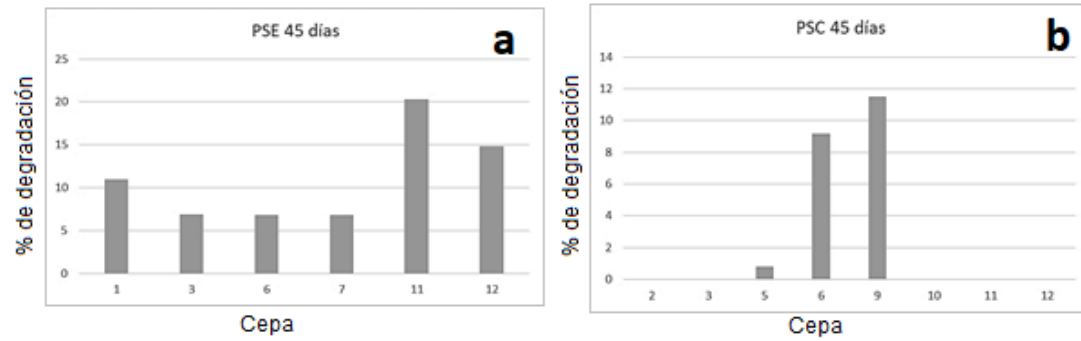 PSE 45 días
a
% de degradación
25
20
15
10
5
0
1 3 6 7 11 12
Cepa
PSC 45 días
b
% de degradación
14
12
10
8
6
4
2
0
2 3 5 6 9 10 11 12
Cepa